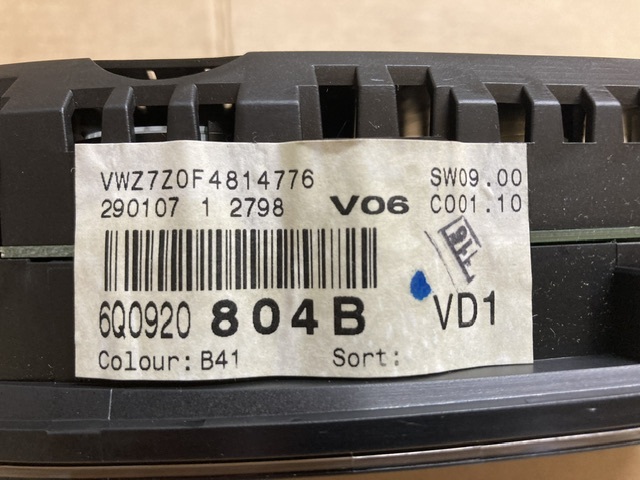 VWZ7Z0F4814776 SW09.00
290107 1 2798 V06 C001.10
6Q0920 804B VD1
Colour: B41 Sort: